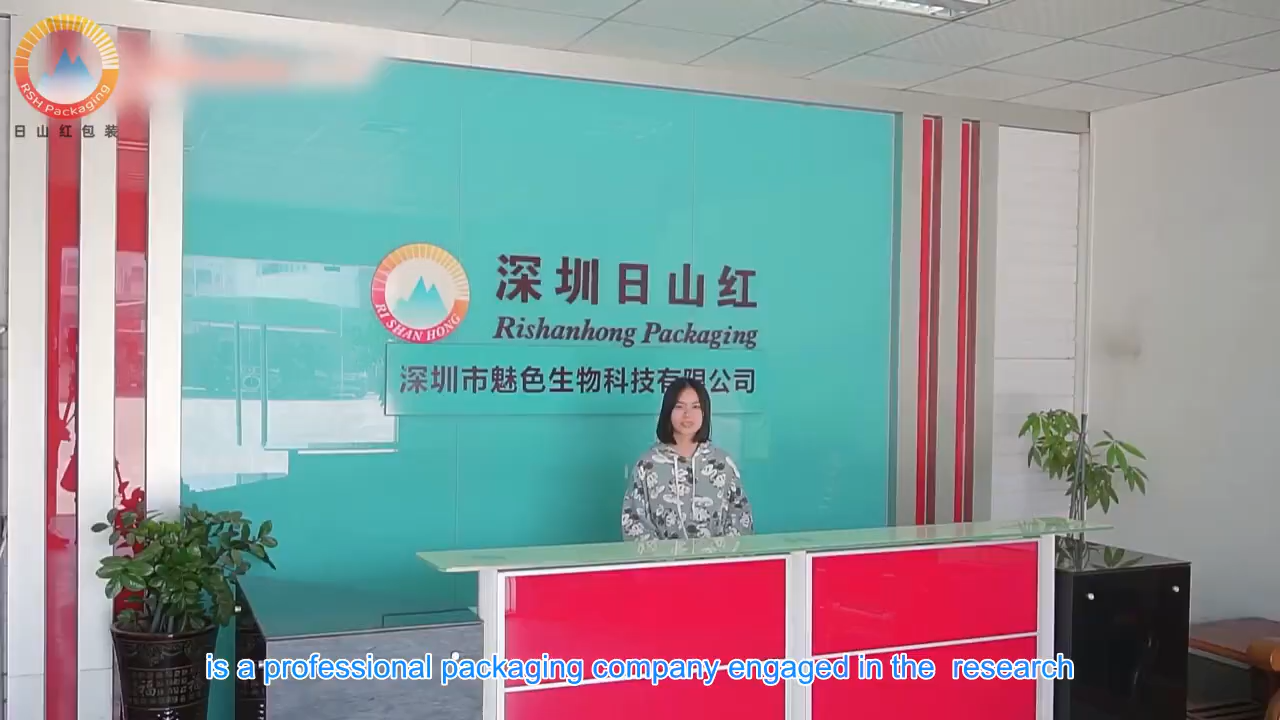 RSH Packaging
日山红包装
深圳日山红
RI SHAN HONG
Rishanhong Packaging
深圳市魅色生物科技有限公司
福
is a professional packaging company engaged in the research